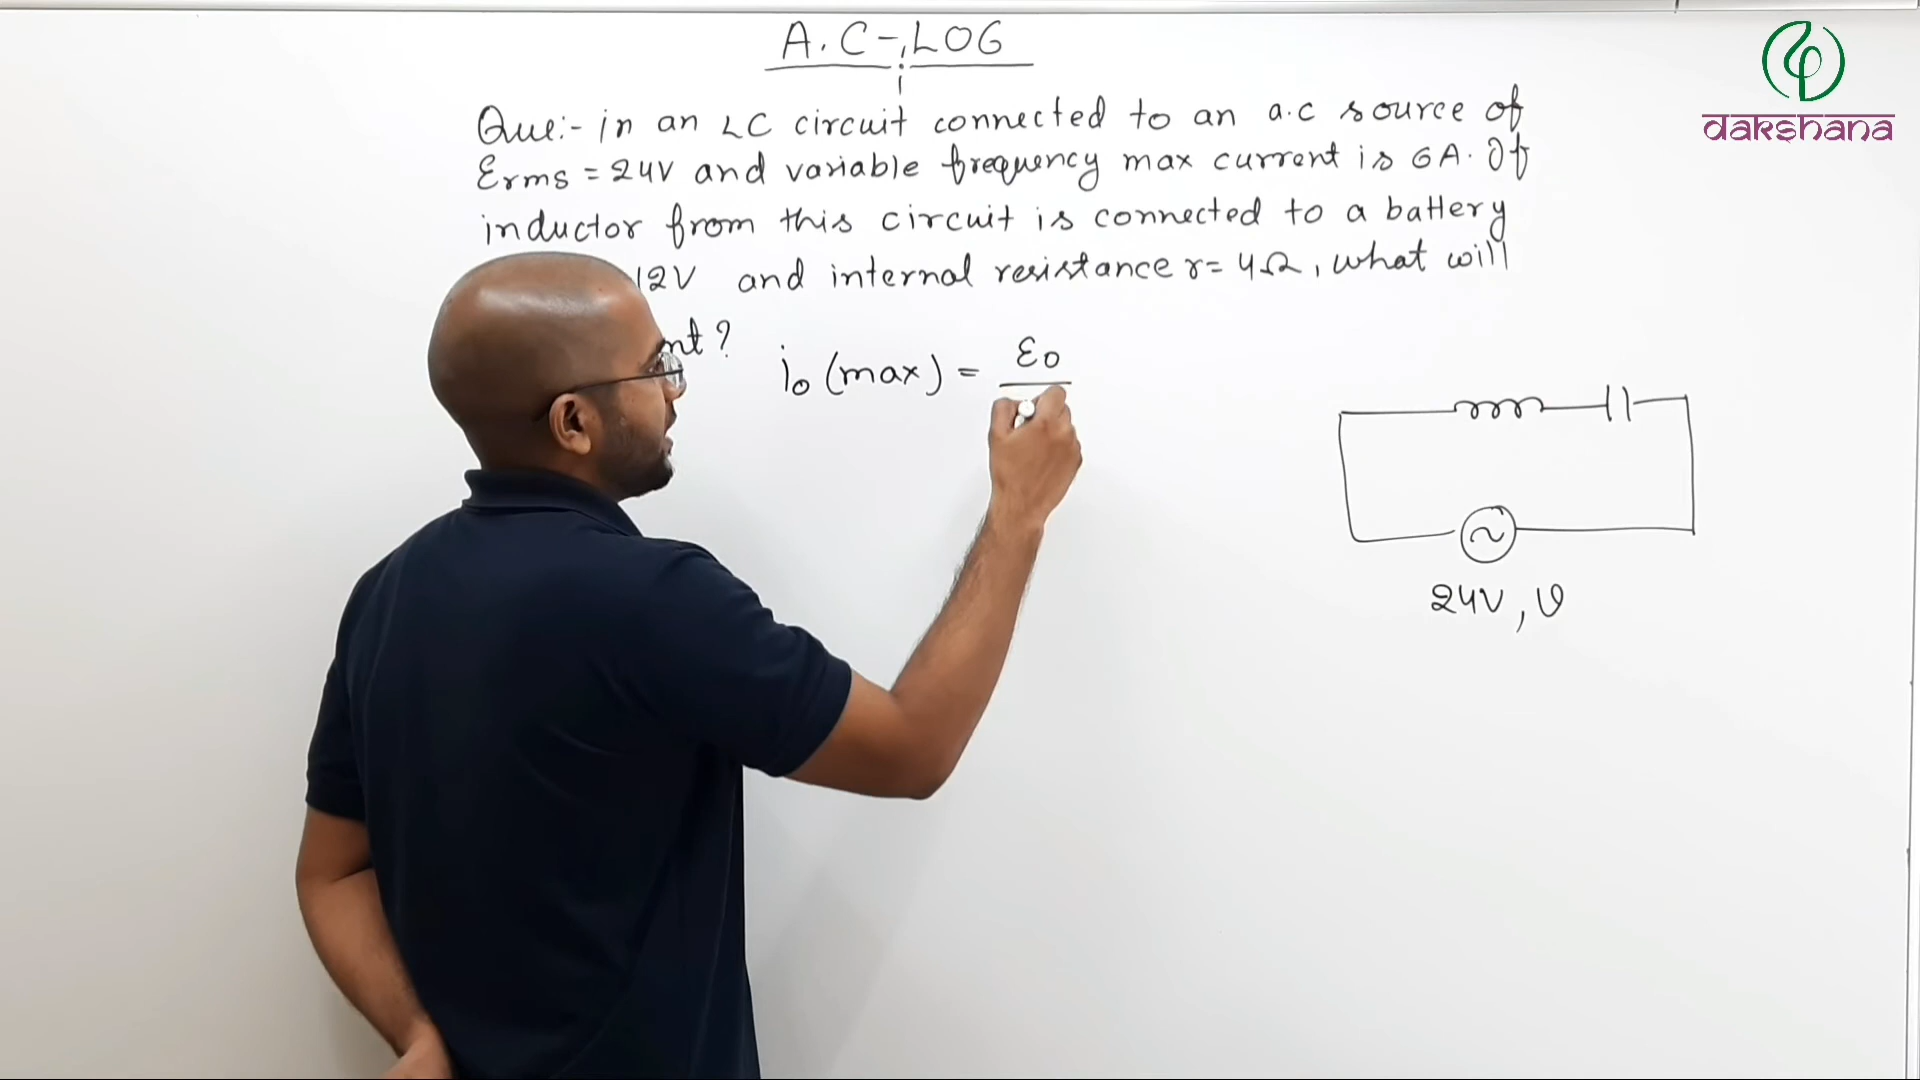 A.C-LOG
dakshana
Que:- in an LC circuit connected to an a.c source of
Erms = 24V and variable frequency max current is 6A. If
inductor from this circuit is connected to a battery
12V and internal resistance r= 4Ω, what will
nt?
i₀ (max) = ε₀
24V, ν